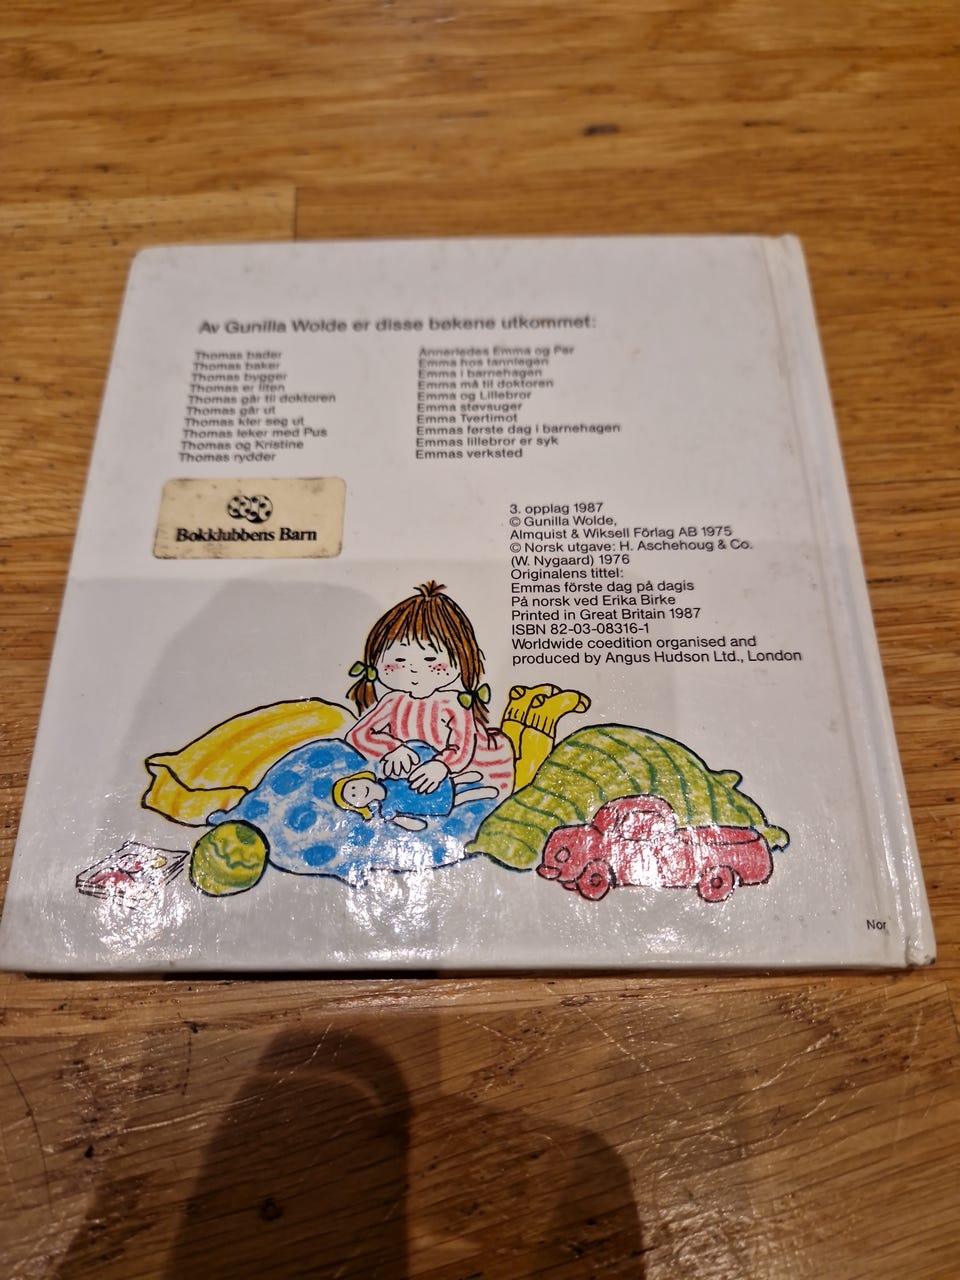 Av Gunilla Wolde er disse bøkene utkommet:
Thomas bader
Thomas baker
Thomas bygger
Thomas er liten
Thomas går til doktoren
Thomas går ut
Thomas kler seg ut
Thomas leker med Pus
Thomas og Kristine
Thomas rydder
Annerledes Emma og Per
Emma hos tannlegen
Emma i barnehagen
Emma må til doktoren
Emma og Lillebror
Emma støvsuger
Emma Tvertimot
Emmas første dag i barnehagen
Emmas lillebror er syk
Emmas verksted
Bokklubbens Barn
3. opplag 1987
© Gunilla Wolde,
Almquist & Wiksell Förlag AB 1975
© Norsk utgave: H. Aschehoug & Co.
(W. Nygaard) 1976
Originalens tittel:
Emmas förste dag på dagis
På norsk ved Erika Birke
Printed in Great Britain 1987
ISBN 82-03-08316-1
Worldwide coedition organised and
produced by Angus Hudson Ltd., London
Nor